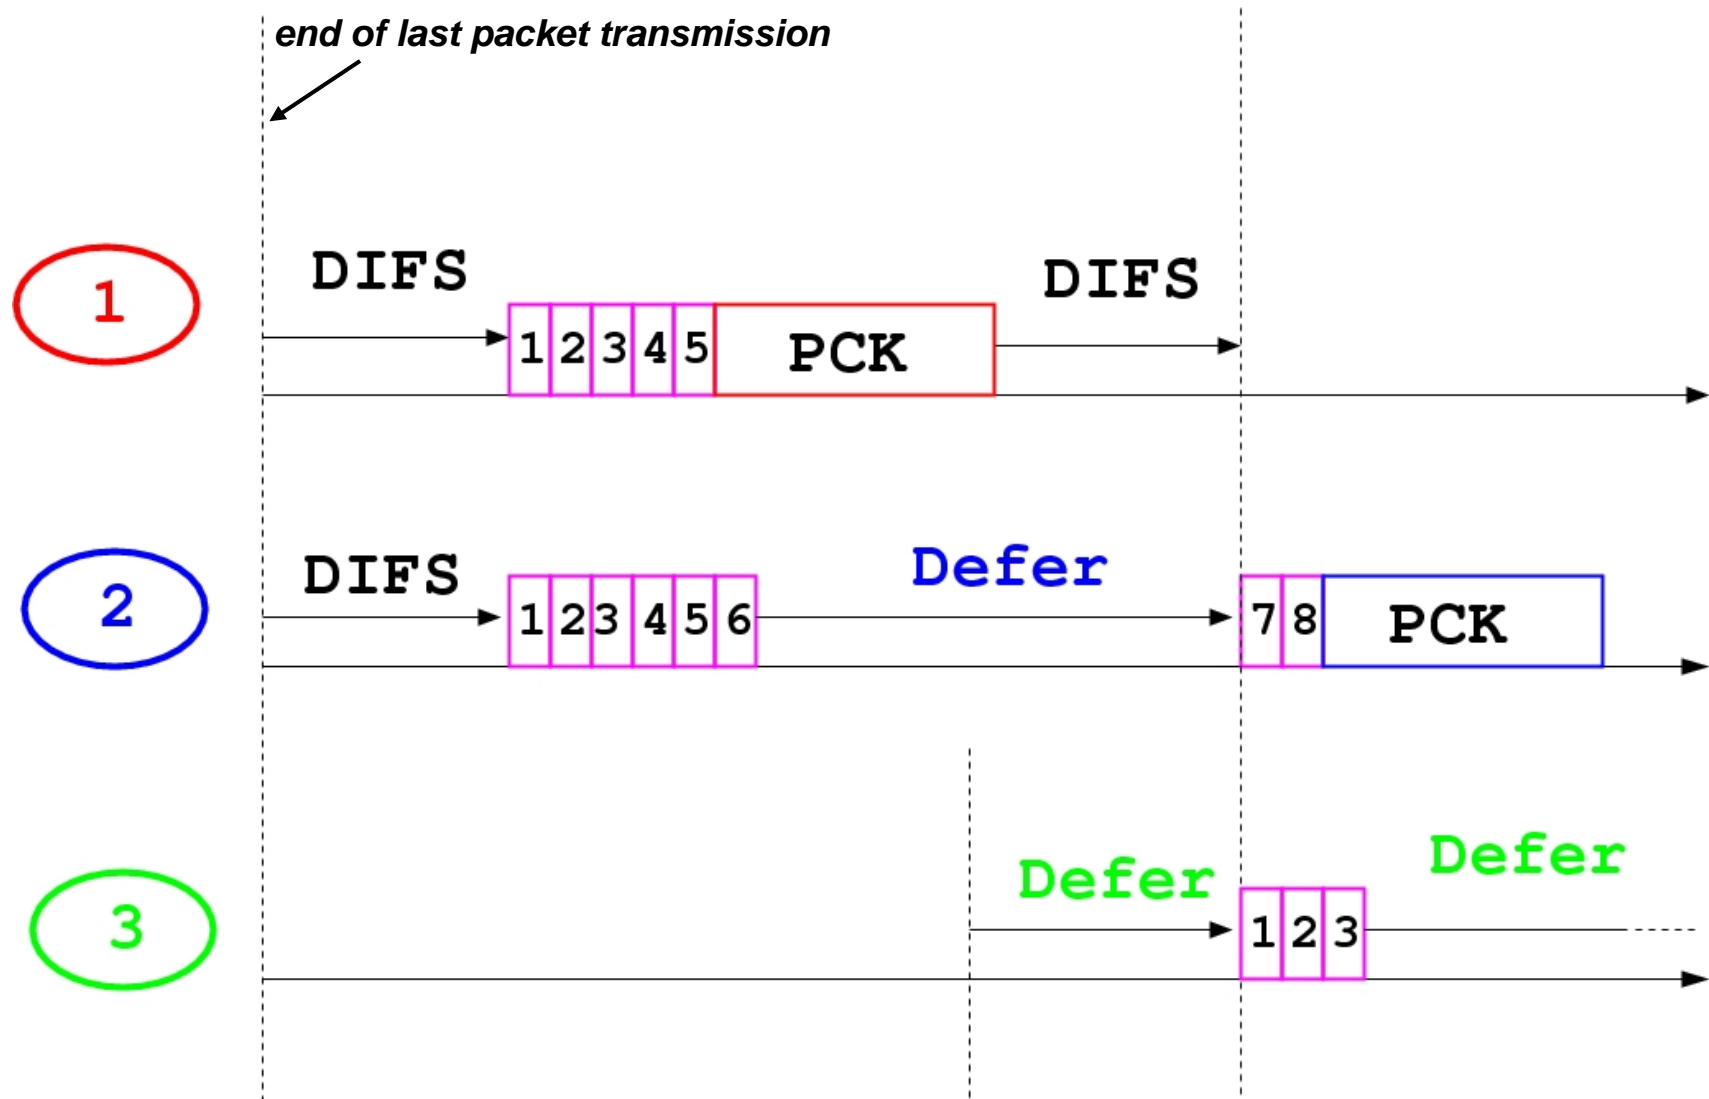 end of last packet transmission
DIFS DIFS
1 1 2 3 4 5 PCK
DIFS Defer
2 1 2 3 4 5 6 7 8 PCK
Defer Defer
3 1 2 3